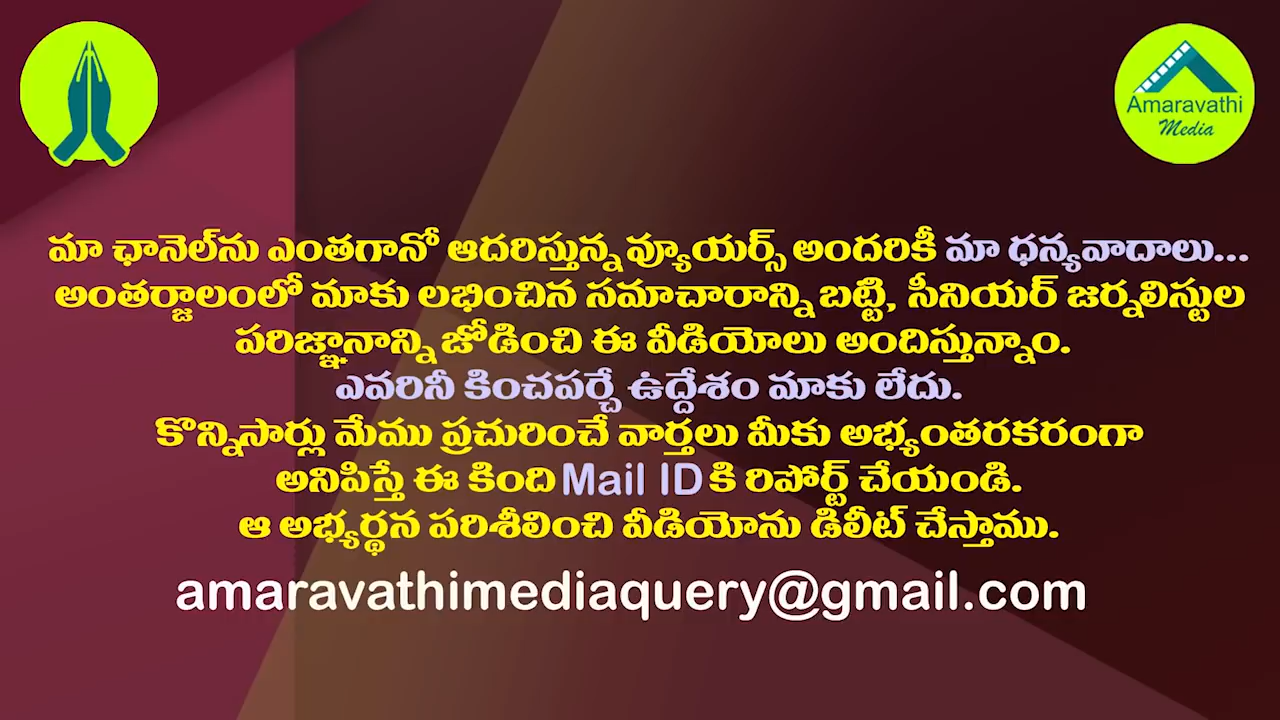 Amaravathi
Media
మా ఛానెల్‌ను ఎంతగానో ఆదరిస్తున్న వ్యూయర్స్ అందరికీ మా ధన్యవాదాలు...
అంతర్జాలంలో మాకు లభించిన సమాచారాన్ని బట్టి, సీనియర్ జర్నలిస్టుల
పరిజ్ఞానాన్ని జోడించి ఈ వీడియోలు అందిస్తున్నాం.
ఎవరినీ కించపర్చే ఉద్దేశం మాకు లేదు.
కొన్నిసార్లు మేము ప్రచురించే వార్తలు మీకు అభ్యంతరకరంగా
అనిపిస్తే ఈ కింది Mail ID కి రిపోర్ట్ చేయండి.
ఆ అభ్యర్థన పరిశీలించి వీడియోను డిలీట్ చేస్తాము.
amaravathimediaquery@gmail.com